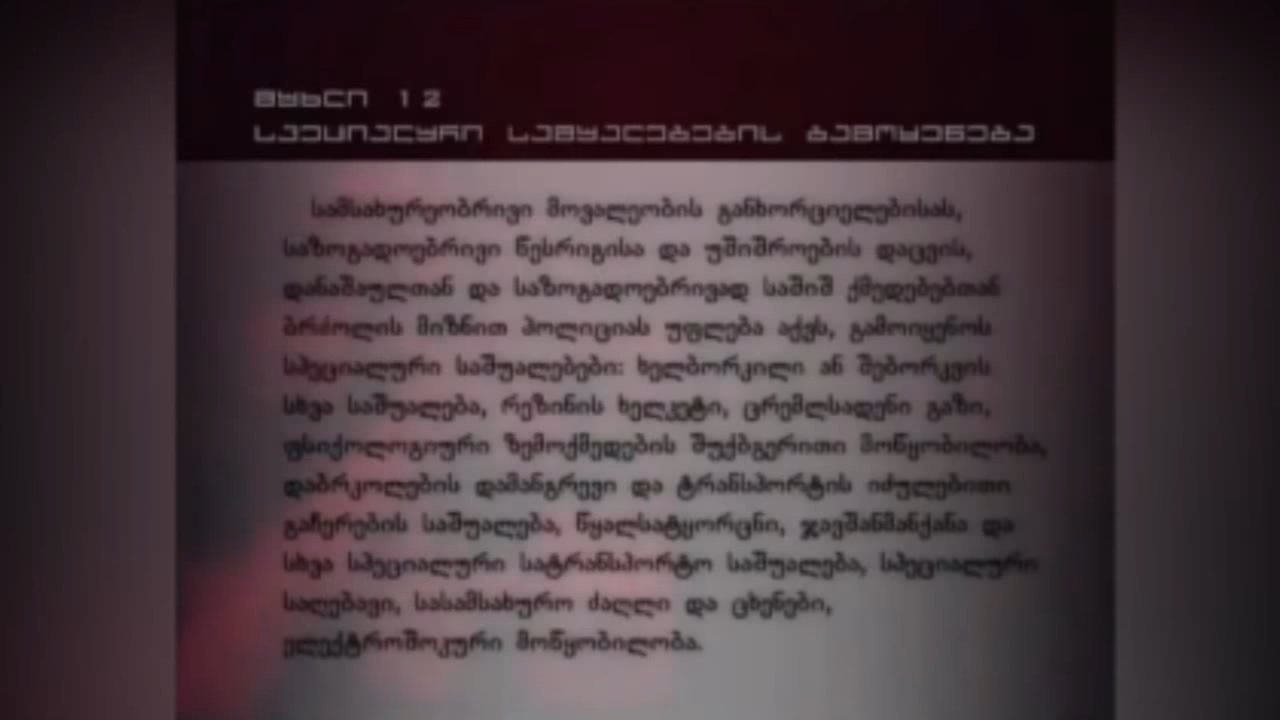 მუხლი 12
სპეციალური საშუალებების გამოყენება
სამსახურეობრივი მოვალეობის განხორციელებისას,
საზოგადოებრივი წესრიგისა და უშიშროების დაცვის,
დანაშაულთან და საზოგადოებრივად საშიშ ქმედებებთან
ბრძოლის მიზნით პოლიციას უფლება აქვს, გამოიყენოს
სპეციალური საშუალებები: ხელბორკილი ან შებორკვის
სხვა საშუალება, რეზინის ხელკეტი, ცრემლსადენი გაზი,
ფსიქოლოგიური ზემოქმედების შუქბგერითი მოწყობილობა,
დაბრკოლების დამანგრევი და ტრანსპორტის იძულებითი
გაჩერების საშუალება, წყალსატყორცნი, ჯავშანმანქანა და
სხვა სპეციალური სატრანსპორტო საშუალება, სპეციალური
საღებავი, სასამსახურო ძაღლი და ცხენები,
ელექტროშოკური მოწყობილობა.